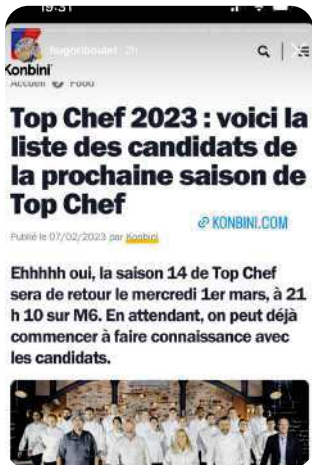 19:31
hugoriboulet 2h
Konbini
Accueil Food
Top Chef 2023 : voici la
liste des candidats de
la prochaine saison de
Top Chef
KONBINI.COM
Publié le 07/02/2023 par Konbini
Ehhhhh oui, la saison 14 de Top Chef
sera de retour le mercredi 1er mars, à 21
h 10 sur M6. En attendant, on peut déjà
commencer à faire connaissance avec
les candidats.